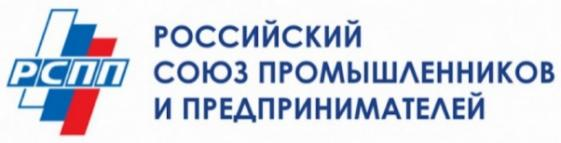 РСПП
РОССИЙСКИЙ
СОЮЗ ПРОМЫШЛЕННИКОВ
И ПРЕДПРИНИМАТЕЛЕЙ